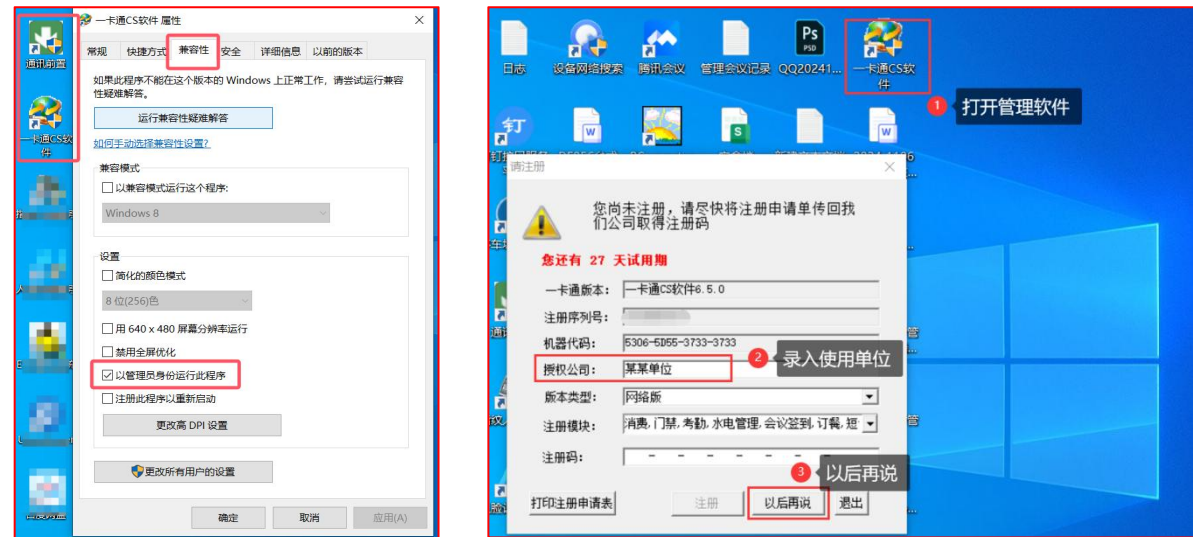 通讯前置
一卡通CS软件
一卡通CS软件 属性
常规
快捷方式
兼容性
安全
详细信息
以前的版本
如果此程序不能在这个版本的 Windows 上正常工作，请尝试运行兼容
性疑难解答。
运行兼容性疑难解答
如何手动选择兼容性设置?
兼容模式
以兼容模式运行这个程序:
Windows 8
设置
简化的颜色模式
8 位(256)色
用 640 x 480 屏幕分辨率运行
禁用全屏优化
以管理员身份运行此程序
注册此程序以重新启动
更改高 DPI 设置
更改所有用户的设置
确定
取消
应用(A)
日志
设备网络搜索
腾讯会议
管理会议记录
QQ20241...
一卡通CS软
件
Ps
PSD
1 打开管理软件
钉
W
S
W
请注册
您尚未注册，请尽快将注册申请单传回我
们公司取得注册码
您还有 27 天试用期
一卡通版本: 一卡通CS软件6.5.0
注册序列号:
机器代码: 5306-5D55-3733-3733
2 录入使用单位
授权公司: 某某单位
版本类型: 网络版
注册模块: 消费,门禁,考勤,水电管理,会议签到,订餐,短
注册码: - - - - - - -
3 以后再说
打印注册申请表
注册
以后再说
退出